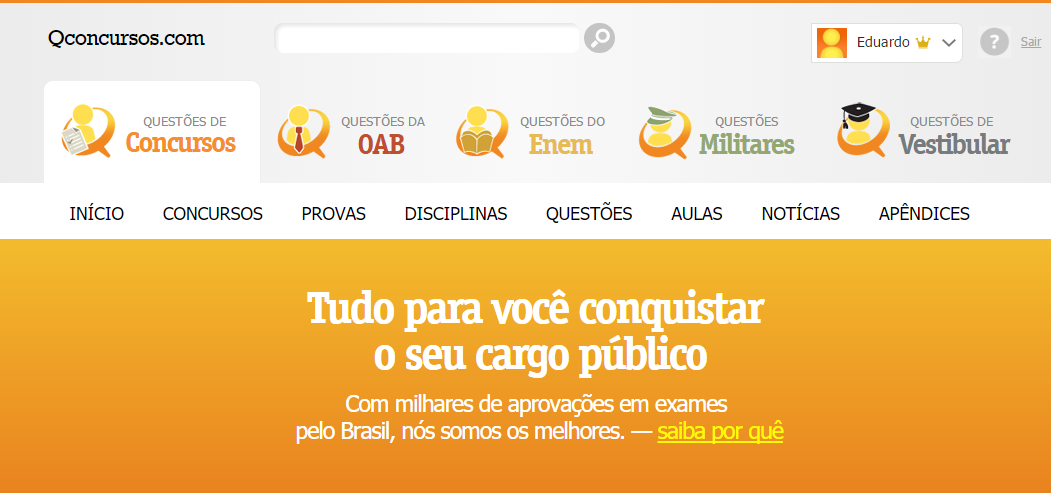 Qconcursos.com
Eduardo
?
Sair
QUESTÕES DE
Concursos
QUESTÕES DA
OAB
QUESTÕES DO
Enem
QUESTÕES
Militares
QUESTÕES DE
Vestibular
INÍCIO CONCURSOS PROVAS DISCIPLINAS QUESTÕES AULAS NOTÍCIAS APÊNDICES
Tudo para você conquistar
o seu cargo público
Com milhares de aprovações em exames
pelo Brasil, nós somos os melhores. — saiba por quê